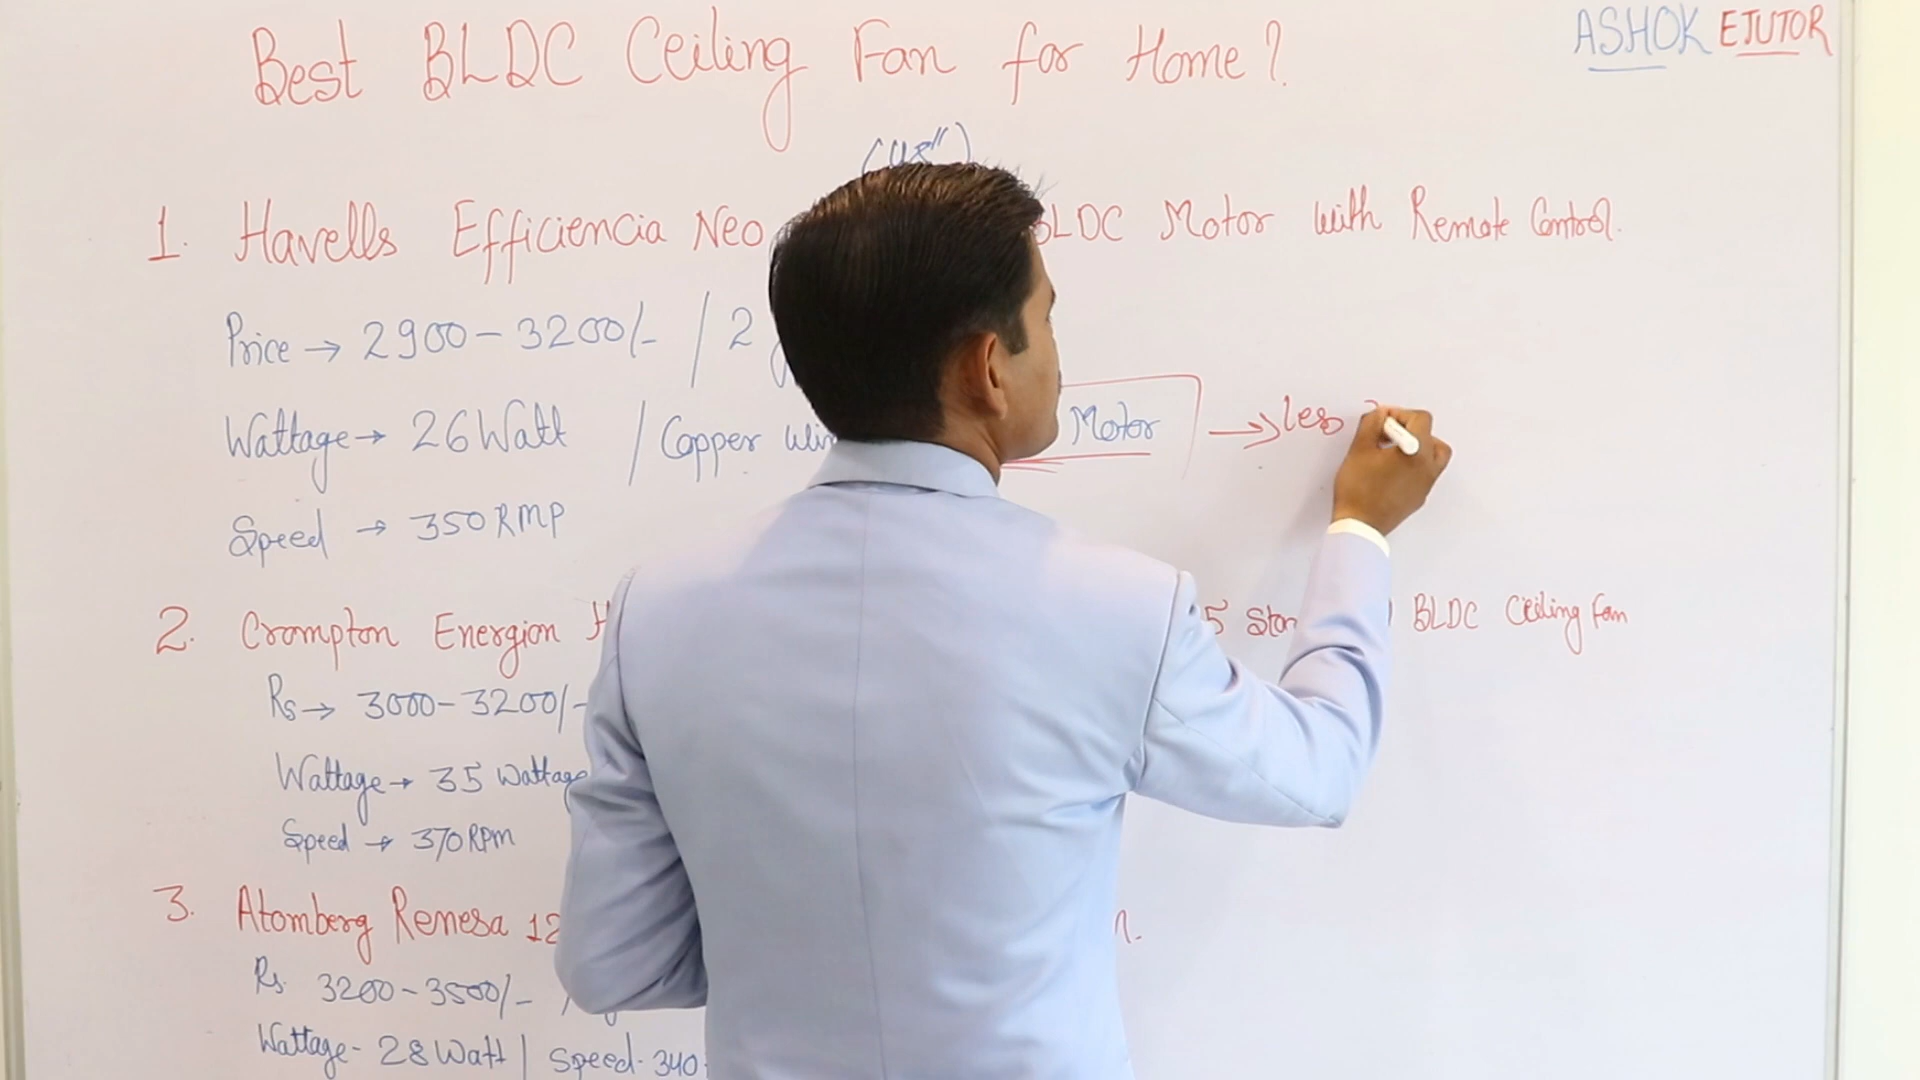 Best BLDC Ceiling Fan for Home?
ASHOK EJUTOR
(48")
1. Havells Efficiencia Neo BLDC Motor with Remote Control.
Price → 2900-3200/- / 2
Wattage → 26 Watt / Copper Motor → less
Speed → 350 RMP
2. Crompton Energion 5 BLDC Ceiling Fan
Rs → 3000-3200/-
Wattage → 35 Wattage
Speed → 370 RPM
3. Atomberg Renesa 12
Rs. 3200-3500/- /
Wattage - 28 Watt | Speed - 340